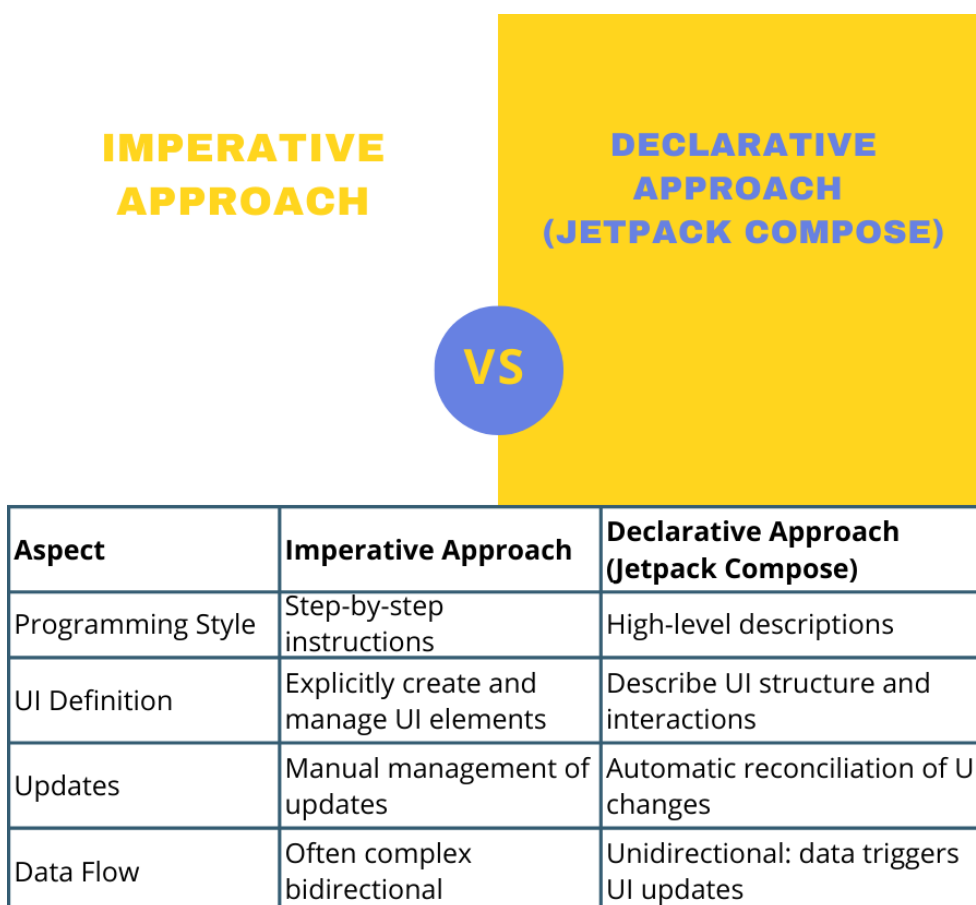 IMPERATIVE
APPROACH
DECLARATIVE
APPROACH
(JETPACK COMPOSE)
VS
Aspect
Imperative Approach
Declarative Approach
(Jetpack Compose)
Programming Style
Step-by-step
instructions
High-level descriptions
UI Definition
Explicitly create and
manage UI elements
Describe UI structure and
interactions
Updates
Manual management of
updates
Automatic reconciliation of U
changes
Data Flow
Often complex
bidirectional
Unidirectional: data triggers
UI updates